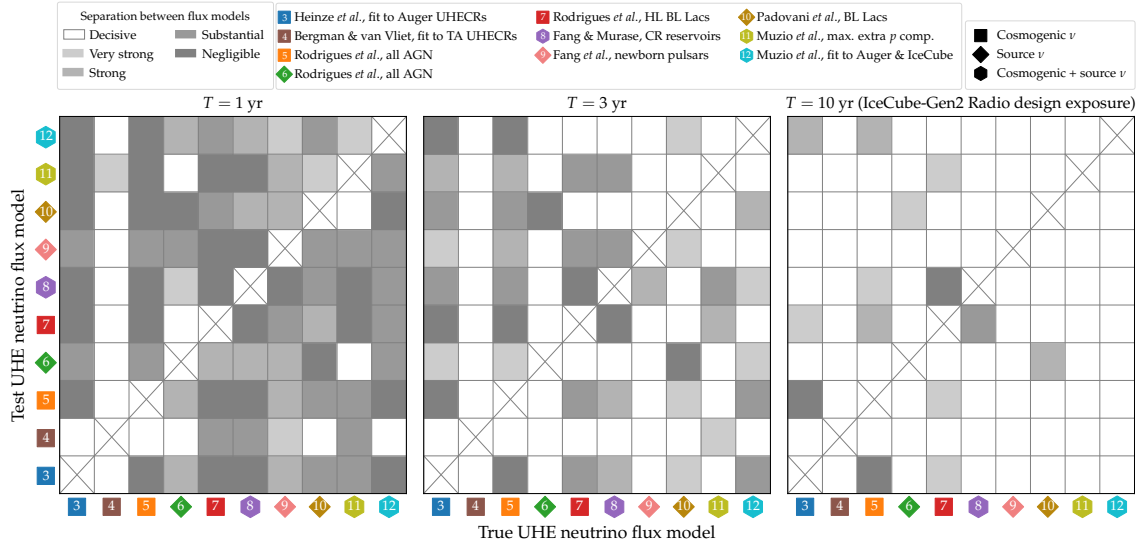 Separation between flux models
Decisive
Very strong
Strong
Substantial
Negligible
3 Heinze et al., fit to Auger UHECRs
4 Bergman & van Vliet, fit to TA UHECRs
5 Rodrigues et al., all AGN
6 Rodrigues et al., all AGN
7 Rodrigues et al., HL BL Lacs
8 Fang & Murase, CR reservoirs
9 Fang et al., newborn pulsars
10 Padovani et al., BL Lacs
11 Muzio et al., max. extra p comp.
12 Muzio et al., fit to Auger & IceCube
Cosmogenic ν
Source ν
Cosmogenic + source ν
T = 1 yr
T = 3 yr
T = 10 yr (IceCube-Gen2 Radio design exposure)
Test UHE neutrino flux model
12
11
10
9
8
7
6
5
4
3
3 4 5 6 7 8 9 10 11 12
3 4 5 6 7 8 9 10 11 12
3 4 5 6 7 8 9 10 11 12
True UHE neutrino flux model